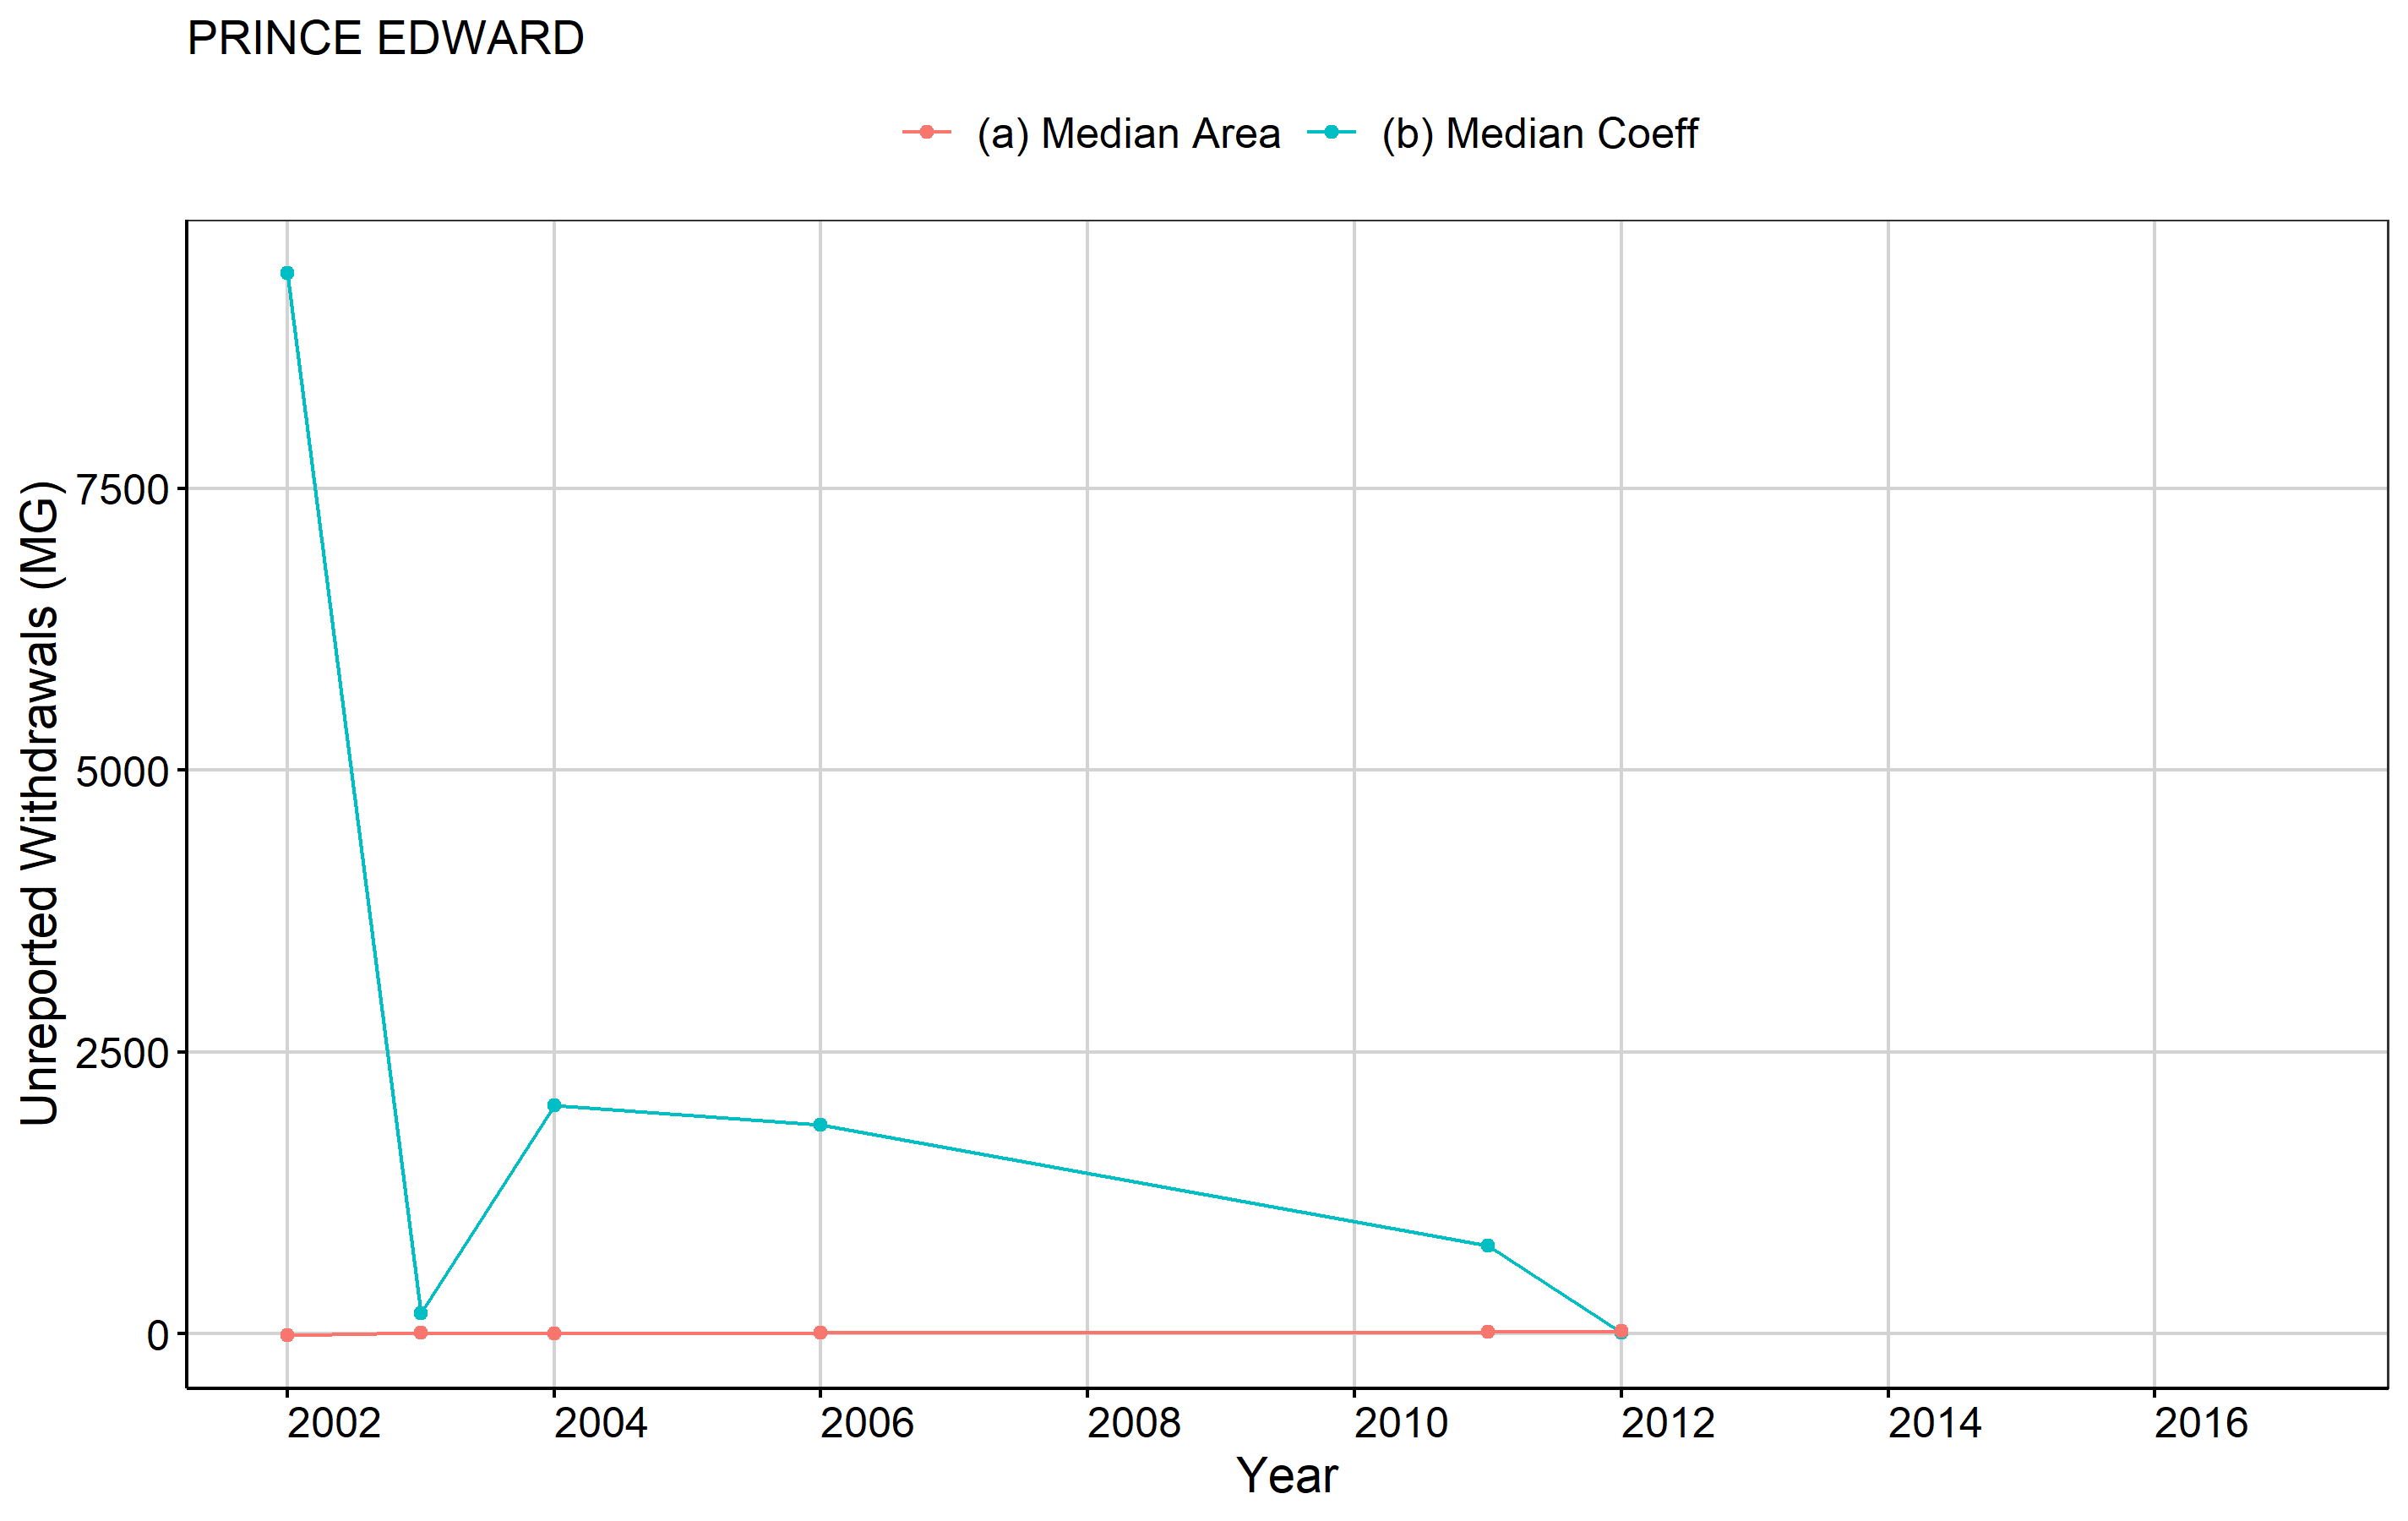 PRINCE EDWARD
(a) Median Area (b) Median Coeff
Unreported Withdrawals (MG)
7500
5000
2500
0
2002 2004 2006 2008 2010 2012 2014 2016
Year